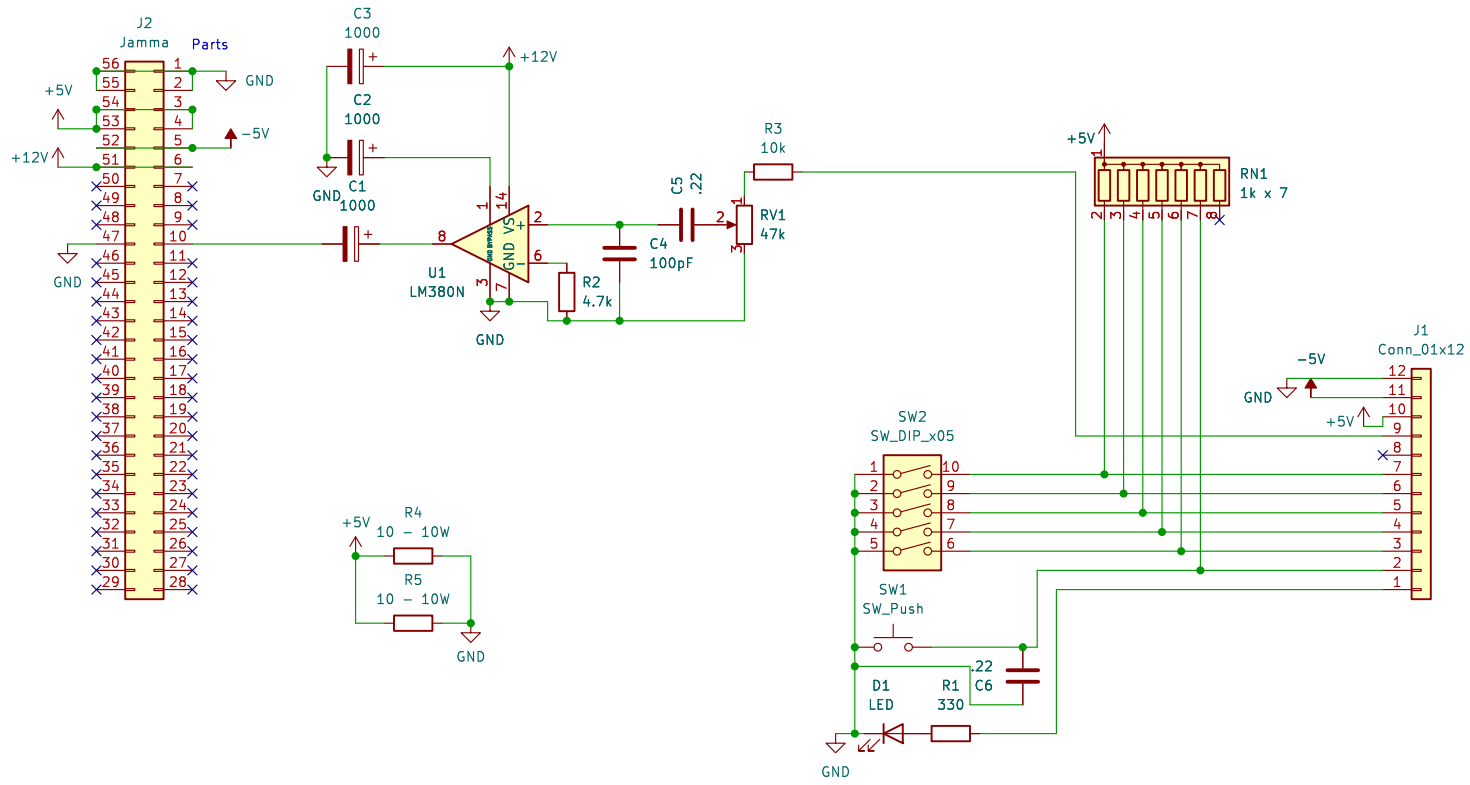 J2
Jamma
Parts
56 1
55 2
54 3
53 4
52 5
51 6
50 7
49 8
48 9
47 10
46 11
45 12
44 13
43 14
42 15
41 16
40 17
39 18
38 19
37 20
36 21
35 22
34 23
33 24
32 25
31 26
30 27
29 28
+5V
+12V
GND
GND
-5V
C3
1000
+
C2
1000
+
GND
C1
1000
+
+12V
1
14
8
GND BYPASS
GND
VS
+
−
2
6
3
7
U1
LM380N
GND
R2
4.7k
C4
100pF
C5
.22
2
1
3
RV1
47k
R3
10k
+5V
1
RN1
1k x 7
2 3 4 5 6 7 8
J1
Conn_01x12
-5V
GND
+5V
12
11
10
9
8
7
6
5
4
3
2
1
SW2
SW_DIP_x05
1 10
2 9
3 8
4 7
5 6
SW1
SW_Push
.22
C6
D1
LED
R1
330
GND
+5V
R4
10 - 10W
R5
10 - 10W
GND